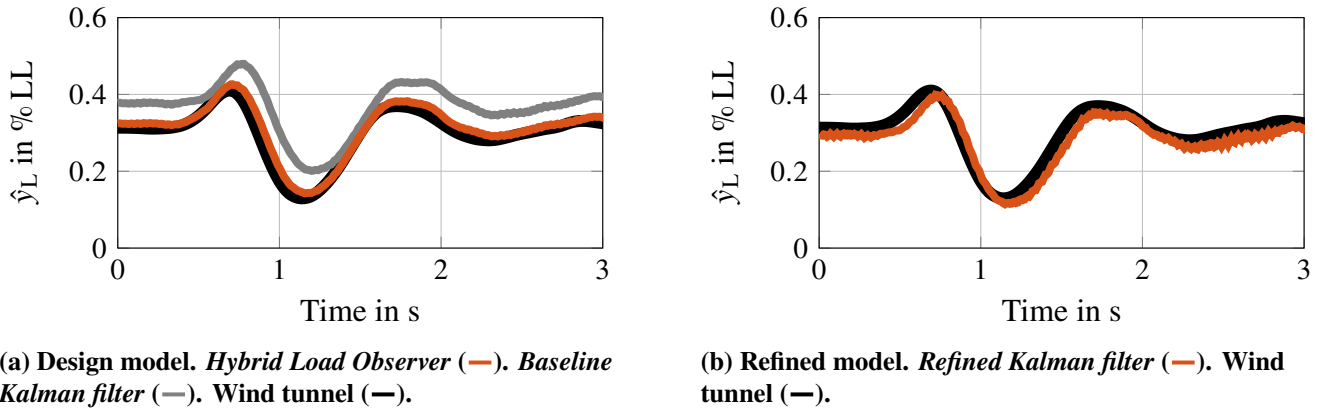 0.6
0.4
0.2
0
ŷL in % LL
0 1 2 3
Time in s
(a) Design model. Hybrid Load Observer (—). Baseline
Kalman filter (—). Wind tunnel (—).
0.6
0.4
0.2
0
ŷL in % LL
0 1 2 3
Time in s
(b) Refined model. Refined Kalman filter (—). Wind
tunnel (—).